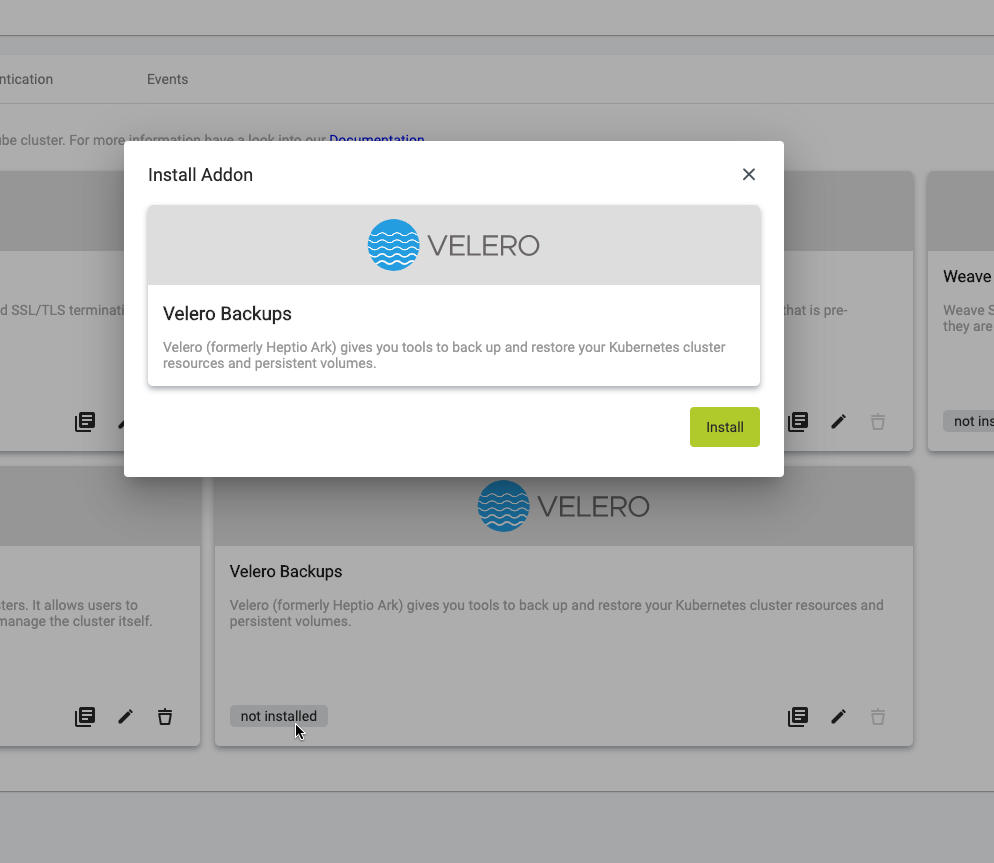 ntication Events
be cluster. For more information have a look into our Documentation
Install Addon
VELERO
Velero Backups
Velero (formerly Heptio Ark) gives you tools to back up and restore your Kubernetes cluster
resources and persistent volumes.
Install
d SSL/TLS terminati
that is pre-
Weave
Weave S
they are
not ins
VELERO
Velero Backups
sters. It allows users to
manage the cluster itself.
Velero (formerly Heptio Ark) gives you tools to back up and restore your Kubernetes cluster resources and
persistent volumes.
not installed